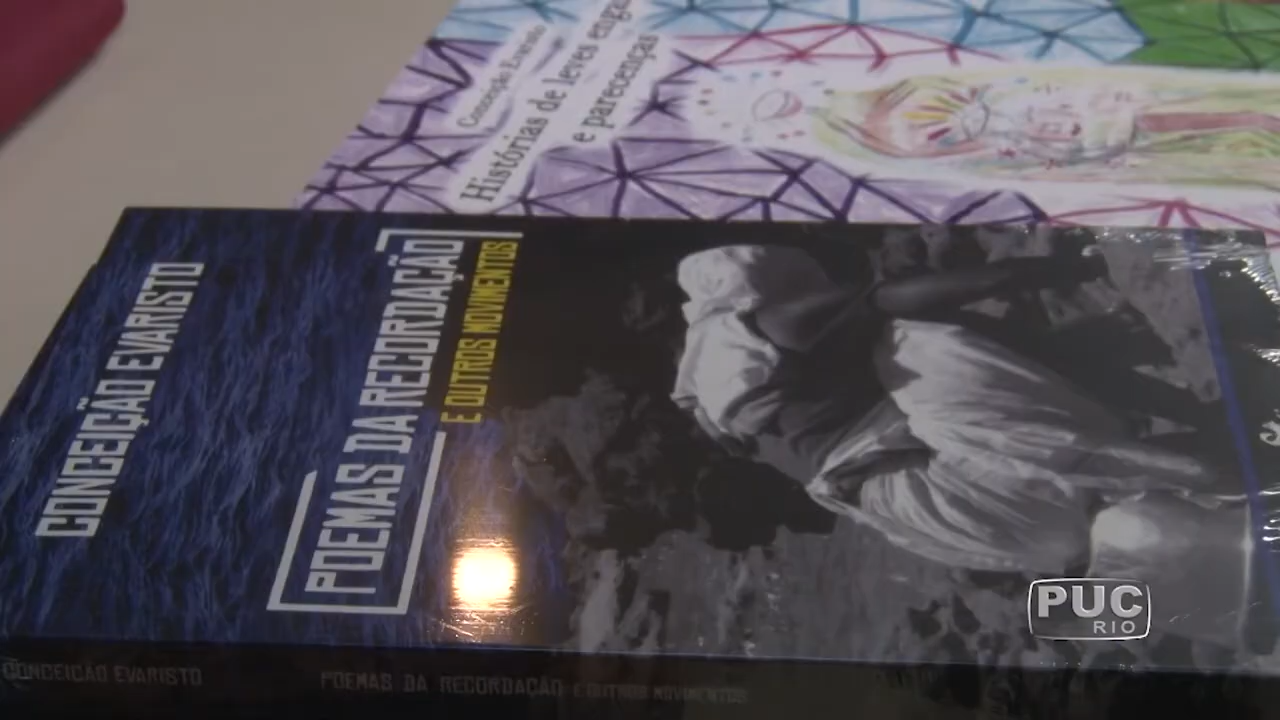 Conceição Evaristo
Histórias de leves enga
e parecenças
CONCEIÇÃO EVARISTO
POEMAS DA RECORDAÇÃO
E OUTROS MOVIMENTOS
CONCEIÇÃO EVARISTO POEMAS DA RECORDAÇÃO E OUTROS MOVIMENTOS
PUC
RIO